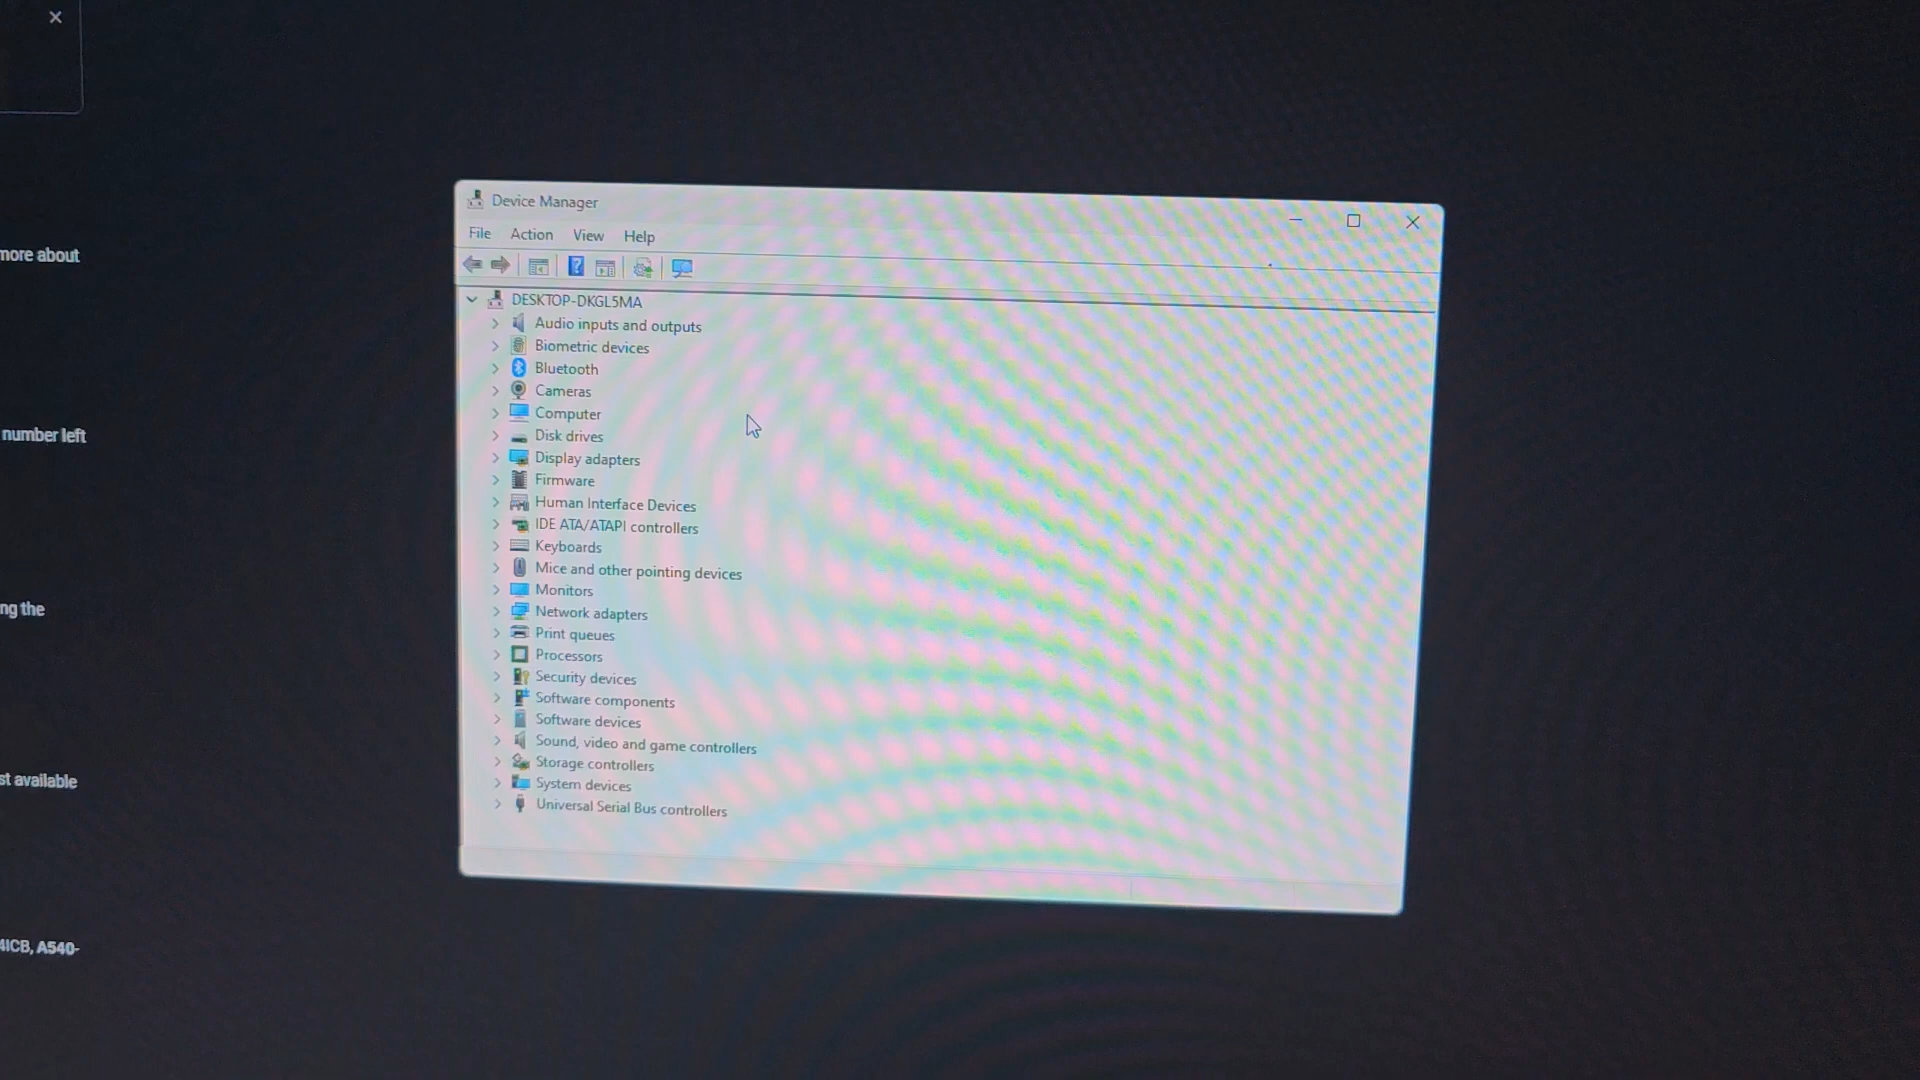 more about
number left
ng the
st available
4ICB, A540-
Device Manager
File Action View Help
DESKTOP-DKGL5MA
Audio inputs and outputs
Biometric devices
Bluetooth
Cameras
Computer
Disk drives
Display adapters
Firmware
Human Interface Devices
IDE ATA/ATAPI controllers
Keyboards
Mice and other pointing devices
Monitors
Network adapters
Print queues
Processors
Security devices
Software components
Software devices
Sound, video and game controllers
Storage controllers
System devices
Universal Serial Bus controllers